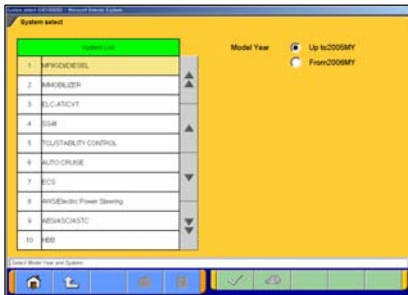 System select
System List
Model Year
Up to2005MY
From2006MY
1 MPI/GDI/DIESEL
2 IMMOBILIZER
3 ELC-AT/CVT
4 SS4II
5 TCL/STABILITY CONTROL
6 AUTO CRUISE
7 ECS
8 4WS/Electric Power Steering
9 ABS/ASC/ASTC
10 HBB
Select Model Year and System.